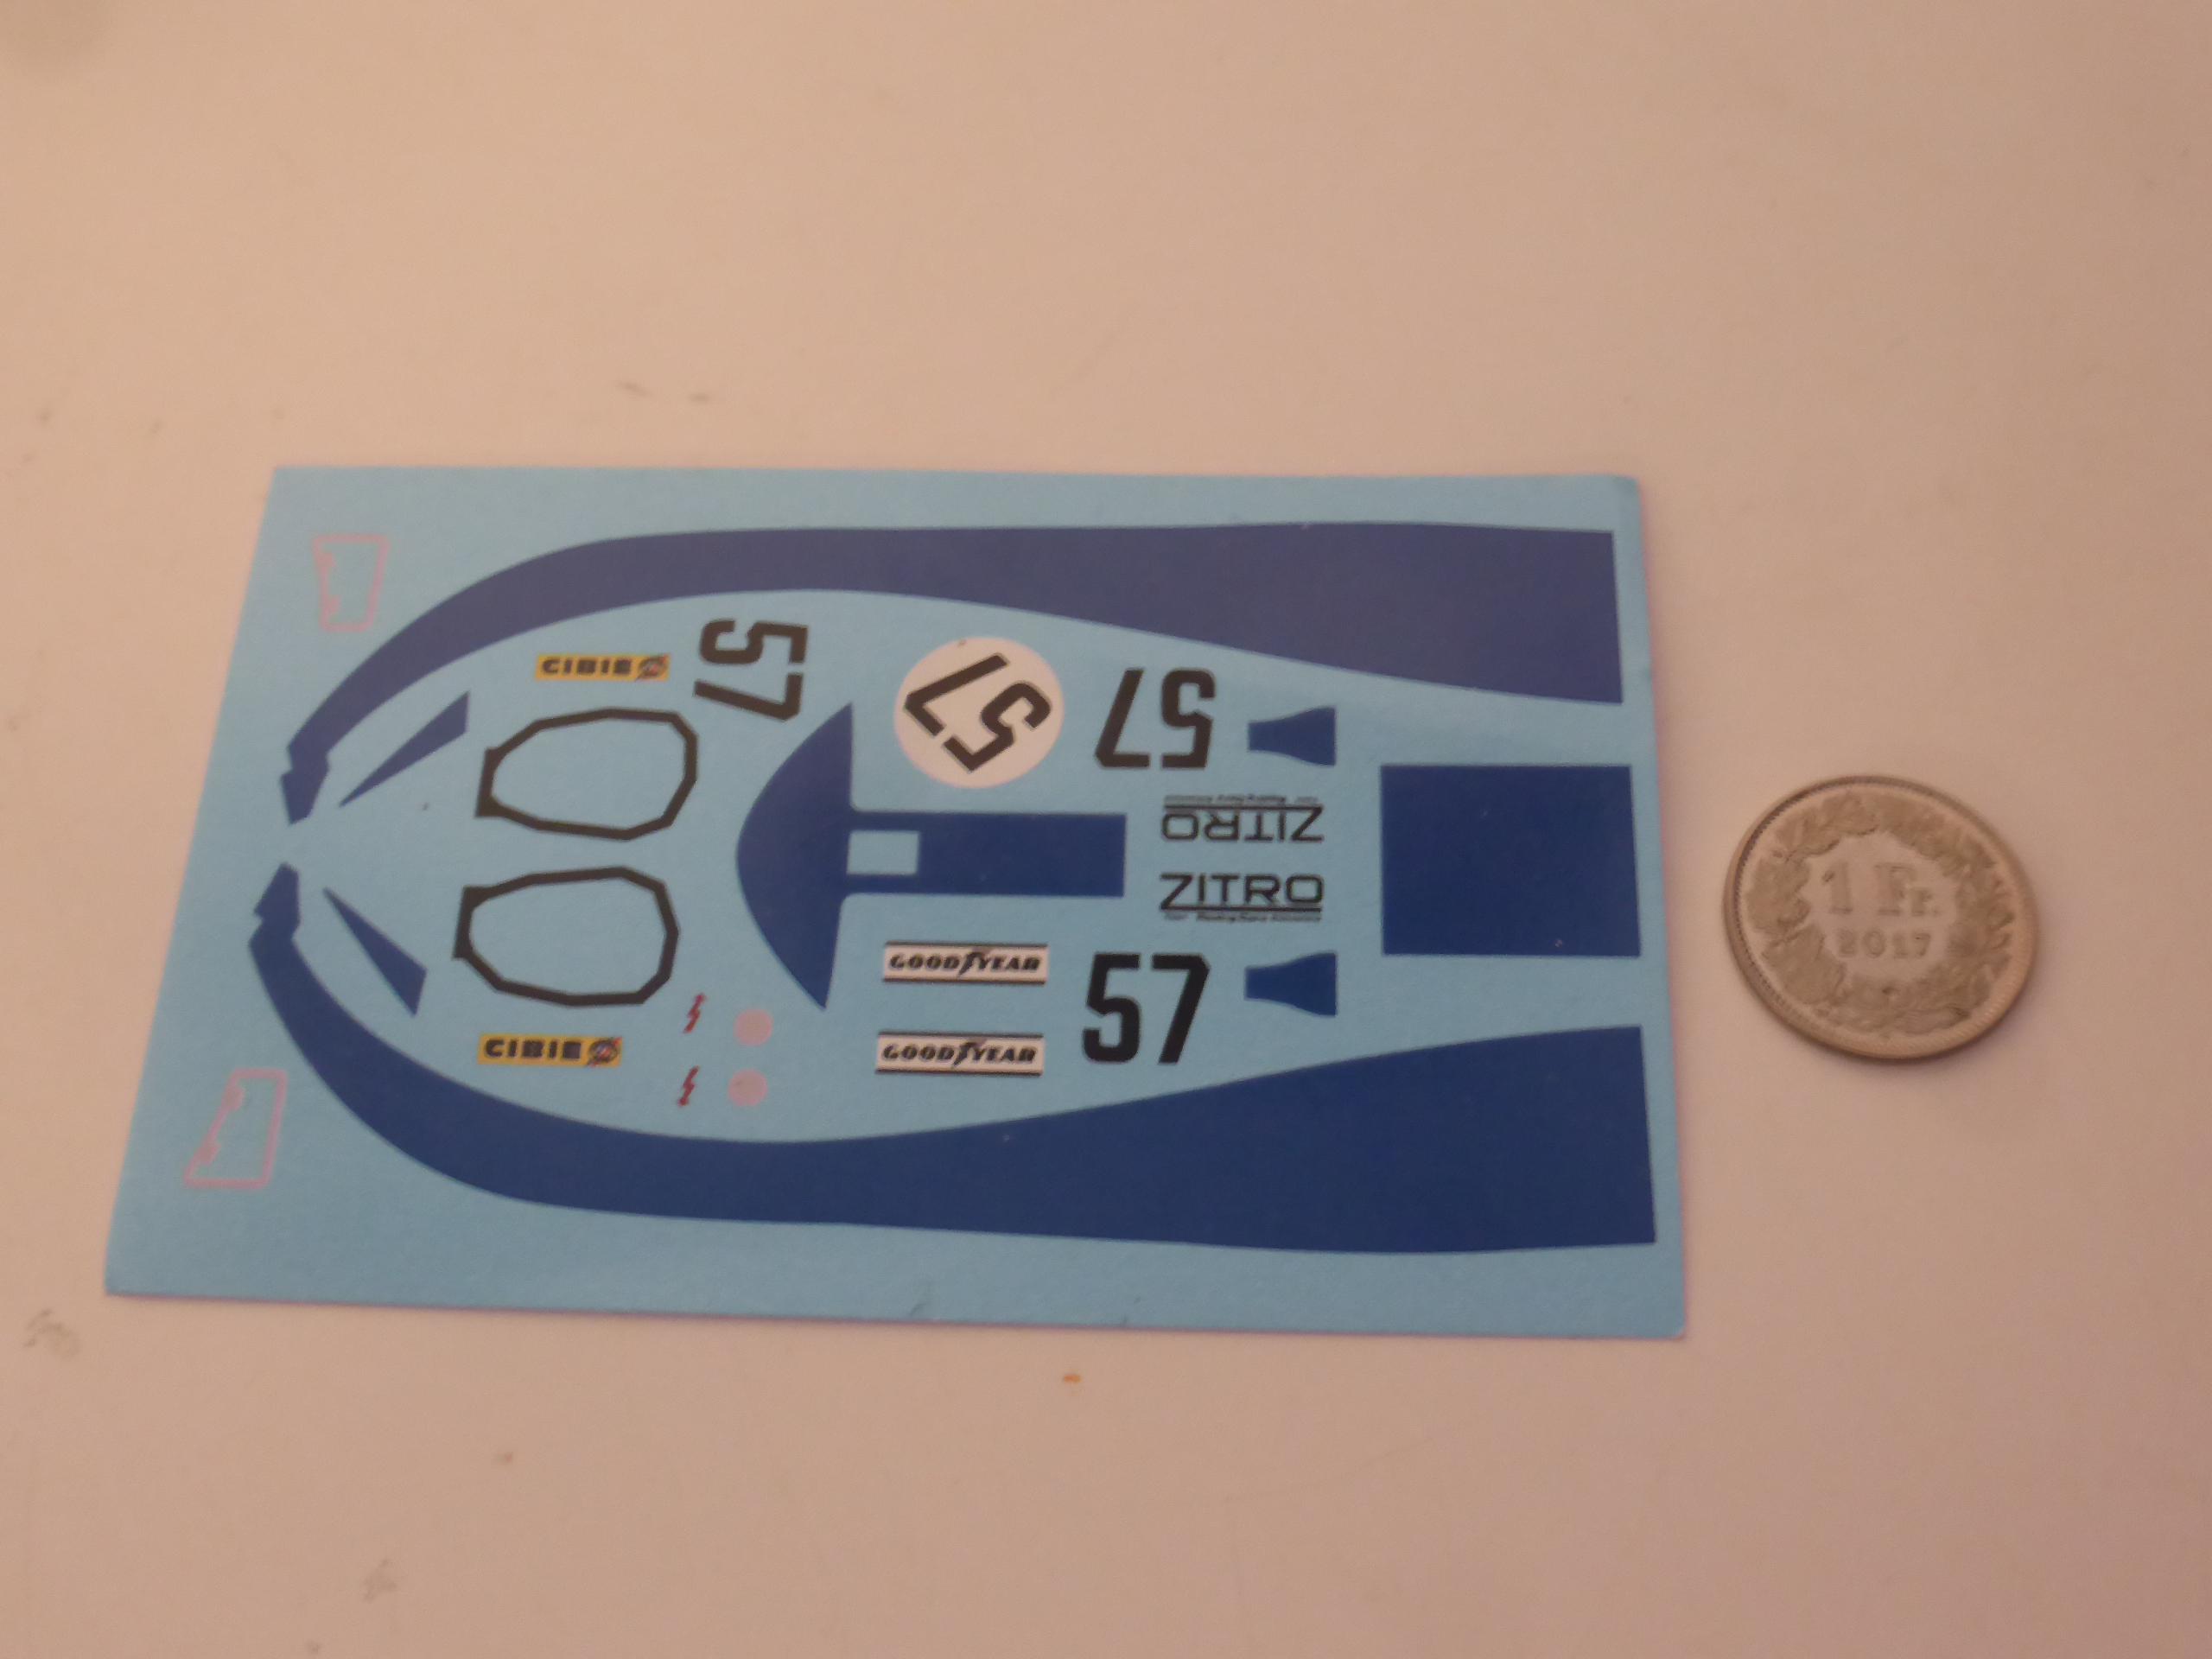 CIBIE
57
57
57
ZITRO
ZITRO
GOODYEAR
57
CIBIE
GOODYEAR
1 Fr.
2017